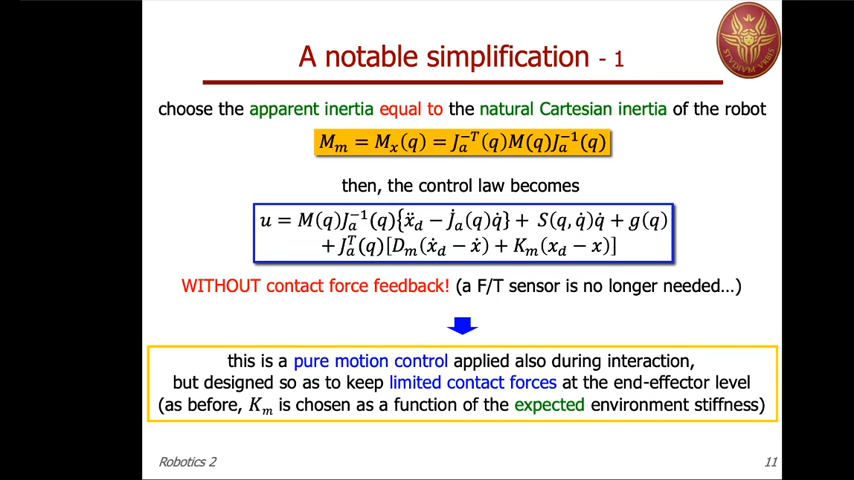 A notable simplification - 1
choose the apparent inertia equal to the natural Cartesian inertia of the robot
M_m = M_x(q) = J_a^{-T}(q)M(q)J_a^{-1}(q)
then, the control law becomes
u = M(q)J_a^{-1}(q){ẍ_d − J̇_a(q)q̇} + S(q, q̇)q̇ + g(q)
+ J_a^T(q)[D_m(ẋ_d − ẋ) + K_m(x_d − x)]
WITHOUT contact force feedback! (a F/T sensor is no longer needed…)
this is a pure motion control applied also during interaction,
but designed so as to keep limited contact forces at the end-effector level
(as before, K_m is chosen as a function of the expected environment stiffness)
Robotics 2
11
STVDIVM VRBIS